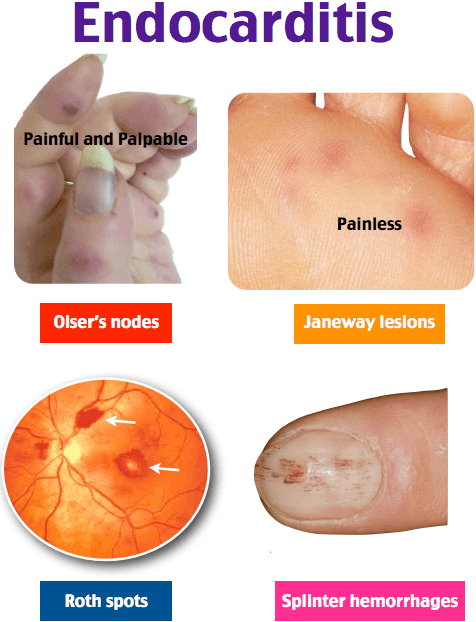 Endocarditis
Painful and Palpable
Painless
Olser's nodes
Janeway lesions
Roth spots
Splinter hemorrhages